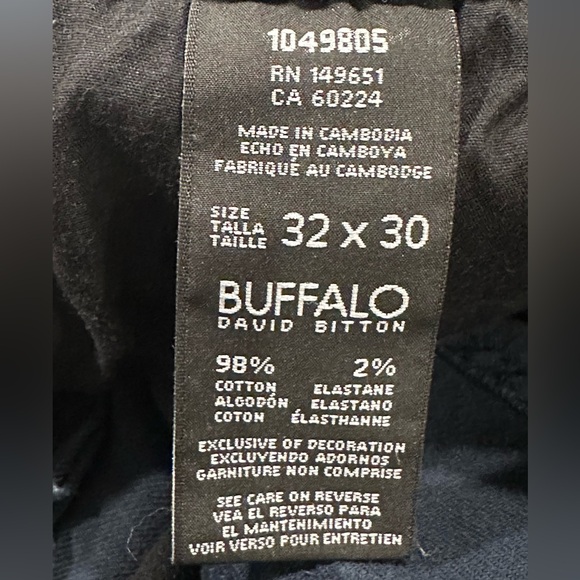 1049805
RN 149651
CA 60224
MADE IN CAMBODIA
ECHO EN CAMBOYA
FABRIQUÉ AU CAMBODGE
SIZE
TALLA
TAILLE
32 x 30
BUFFALO
DAVID BITTON
98% 2%
COTTON ELASTANE
ALGODÓN ELASTANO
COTON ÉLASTHANNE
EXCLUSIVE OF DECORATION
EXCLUYENDO ADORNOS
GARNITURE NON COMPRISE
SEE CARE ON REVERSE
VEA EL REVERSO PARA
EL MANTENIMIENTO
VOIR VERSO POUR ENTRETIEN